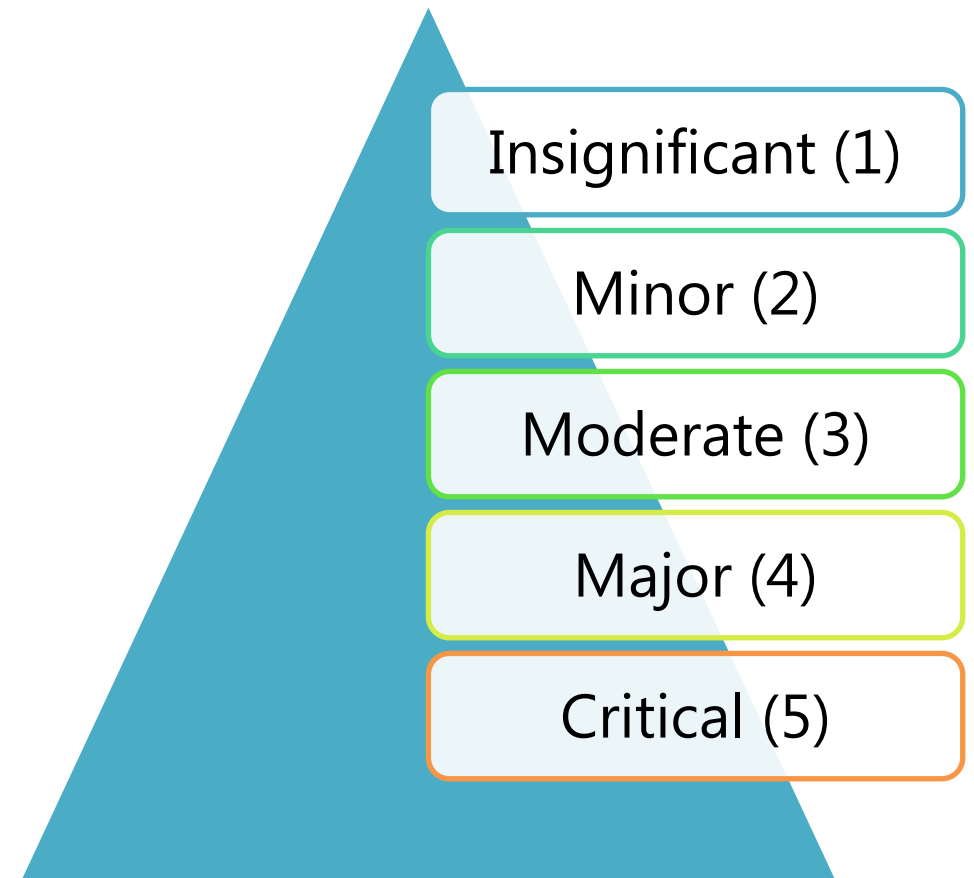 Insignificant (1)
Minor (2)
Moderate (3)
Major (4)
Critical (5)